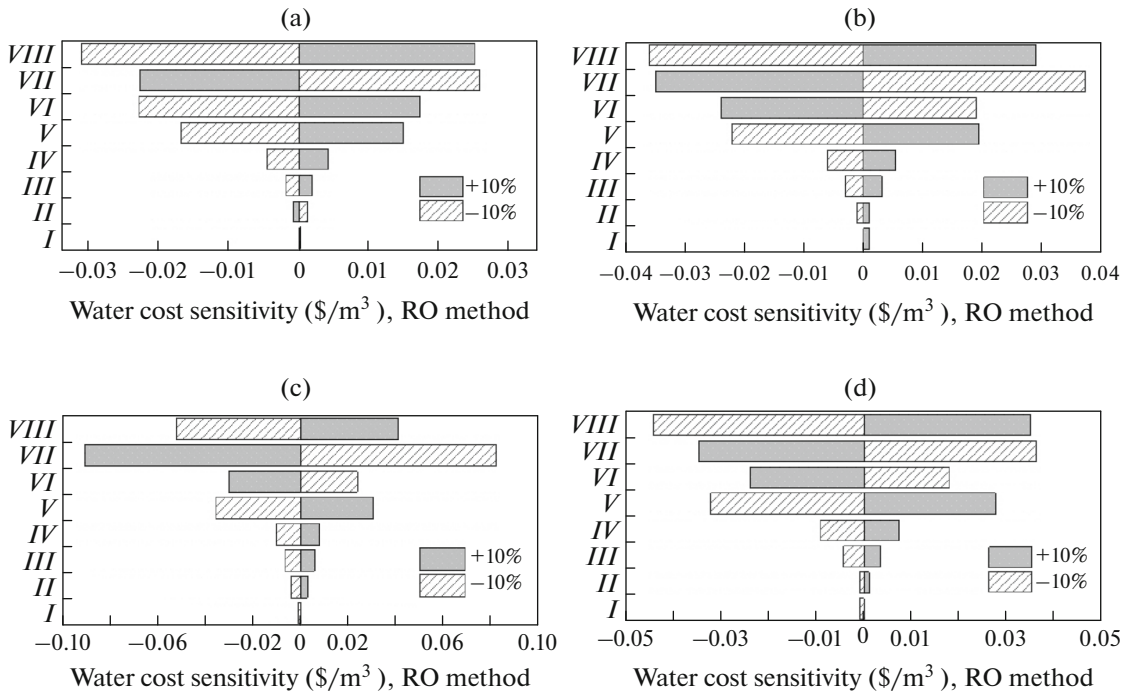 (a)
VIII
VII
VI
V
IV
III
II
I
+10%
−10%
−0.03 −0.02 −0.01 0 0.01 0.02 0.03
Water cost sensitivity ($/m³ ), RO method
(b)
VIII
VII
VI
V
IV
III
II
I
+10%
−10%
−0.04 −0.03 −0.02 −0.01 0 0.01 0.02 0.03 0.04
Water cost sensitivity ($/m³ ), RO method
(c)
VIII
VII
VI
V
IV
III
II
I
+10%
−10%
−0.10 −0.06 −0.02 0.02 0.06 0.10
Water cost sensitivity ($/m³ ), RO method
(d)
VIII
VII
VI
V
IV
III
II
I
+10%
−10%
−0.05 −0.03 −0.01 0.01 0.03 0.05
Water cost sensitivity ($/m³ ), RO method